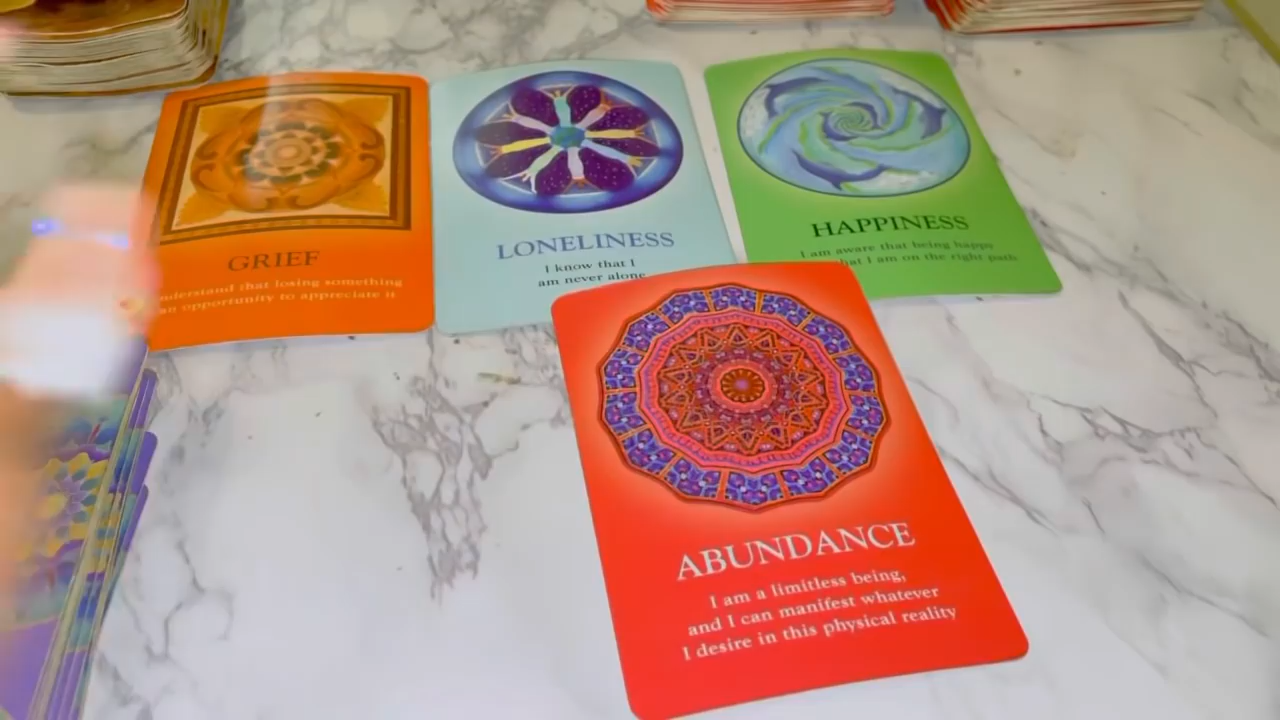 GRIEF
understand that losing something
an opportunity to appreciate it
LONELINESS
I know that I
am never alone
HAPPINESS
I am aware that being happy
that I am on the right path
ABUNDANCE
I am a limitless being,
and I can manifest whatever
I desire in this physical reality